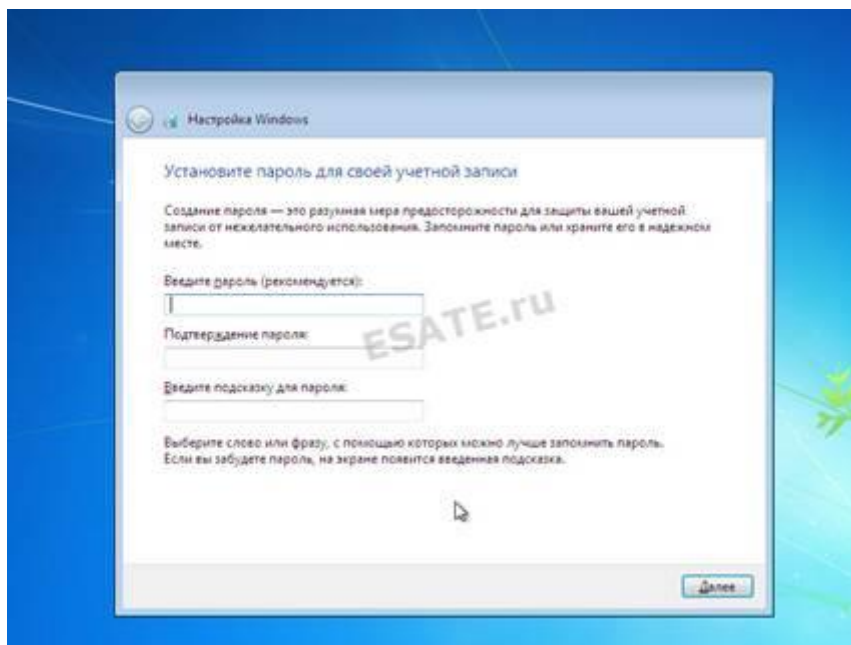 Настройка Windows
Установите пароль для своей учетной записи
Создание пароля — это разумная мера предосторожности для защиты вашей учетной
записи от нежелательного использования. Запомните пароль или храните его в надежном
месте.
Введите пароль (рекомендуется):
ESATE.ru
Подтверждение пароля:
Введите подсказку для пароля:
Выберите слово или фразу, с помощью которых можно лучше запомнить пароль.
Если вы забудете пароль, на экране появится введенная подсказка.
Далее